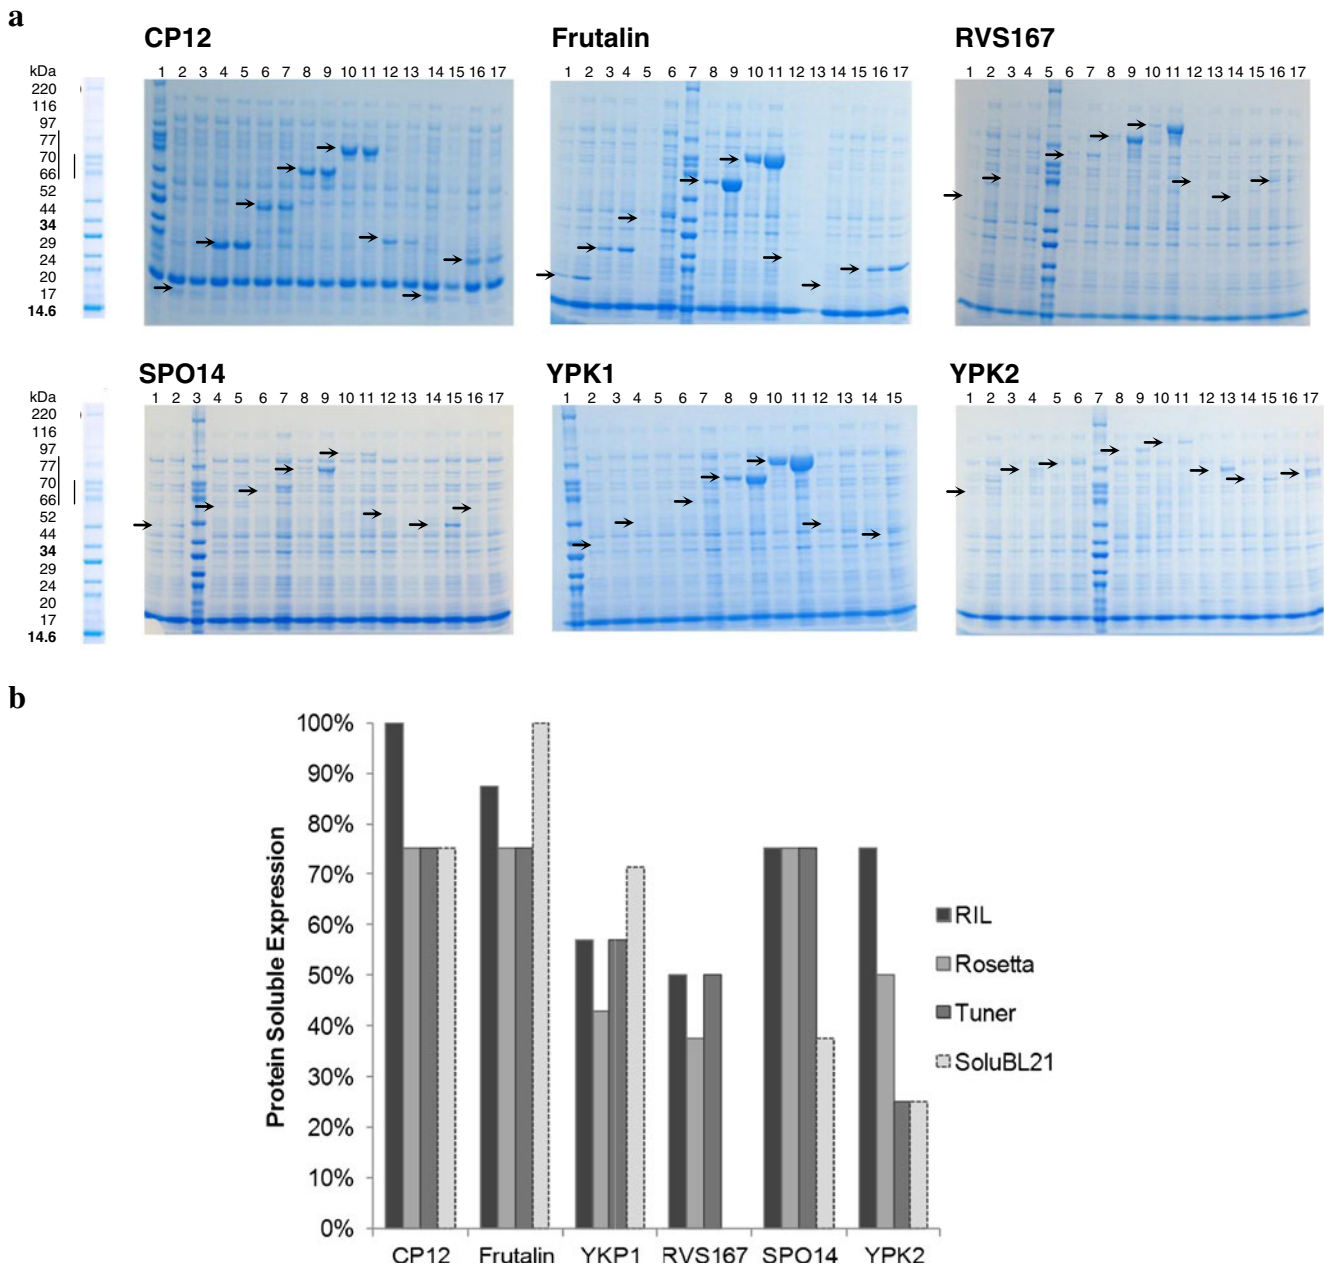 a
CP12
Frutalin
RVS167
kDa
220
116
97
77
70
66
52
44
34
29
24
20
17
14.6
1 2 3 4 5 6 7 8 9 10 11 12 13 14 15 16 17
1 2 3 4 5 6 7 8 9 10 11 12 13 14 15 16 17
1 2 3 4 5 6 7 8 9 10 11 12 13 14 15 16 17
SPO14
YPK1
YPK2
kDa
220
116
97
77
70
66
52
44
34
29
24
20
17
14.6
1 2 3 4 5 6 7 8 9 10 11 12 13 14 15 16 17
1 2 3 4 5 6 7 8 9 10 11 12 13 14 15
1 2 3 4 5 6 7 8 9 10 11 12 13 14 15 16 17
b
Protein Soluble Expression
100%
90%
80%
70%
60%
50%
40%
30%
20%
10%
0%
CP12 Frutalin YKP1 RVS167 SPO14 YPK2
RIL
Rosetta
Tuner
SoluBL21